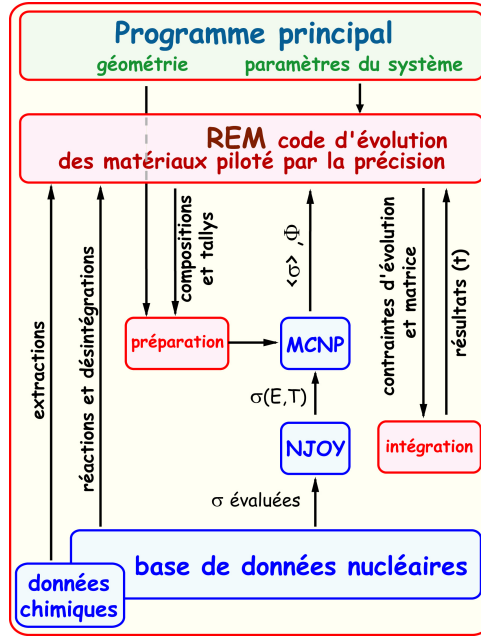 Programme principal
géométrie
paramètres du système
REM code d'évolution
des matériaux piloté par la précision
extractions
réactions et désintégrations
compositions
et tallys
<σ> ,Φ
contraintes d'évolution
et matrice
résultats (t)
préparation
MCNP
σ(E,T)
NJOY
intégration
σ évaluées
base de données nucléaires
données
chimiques